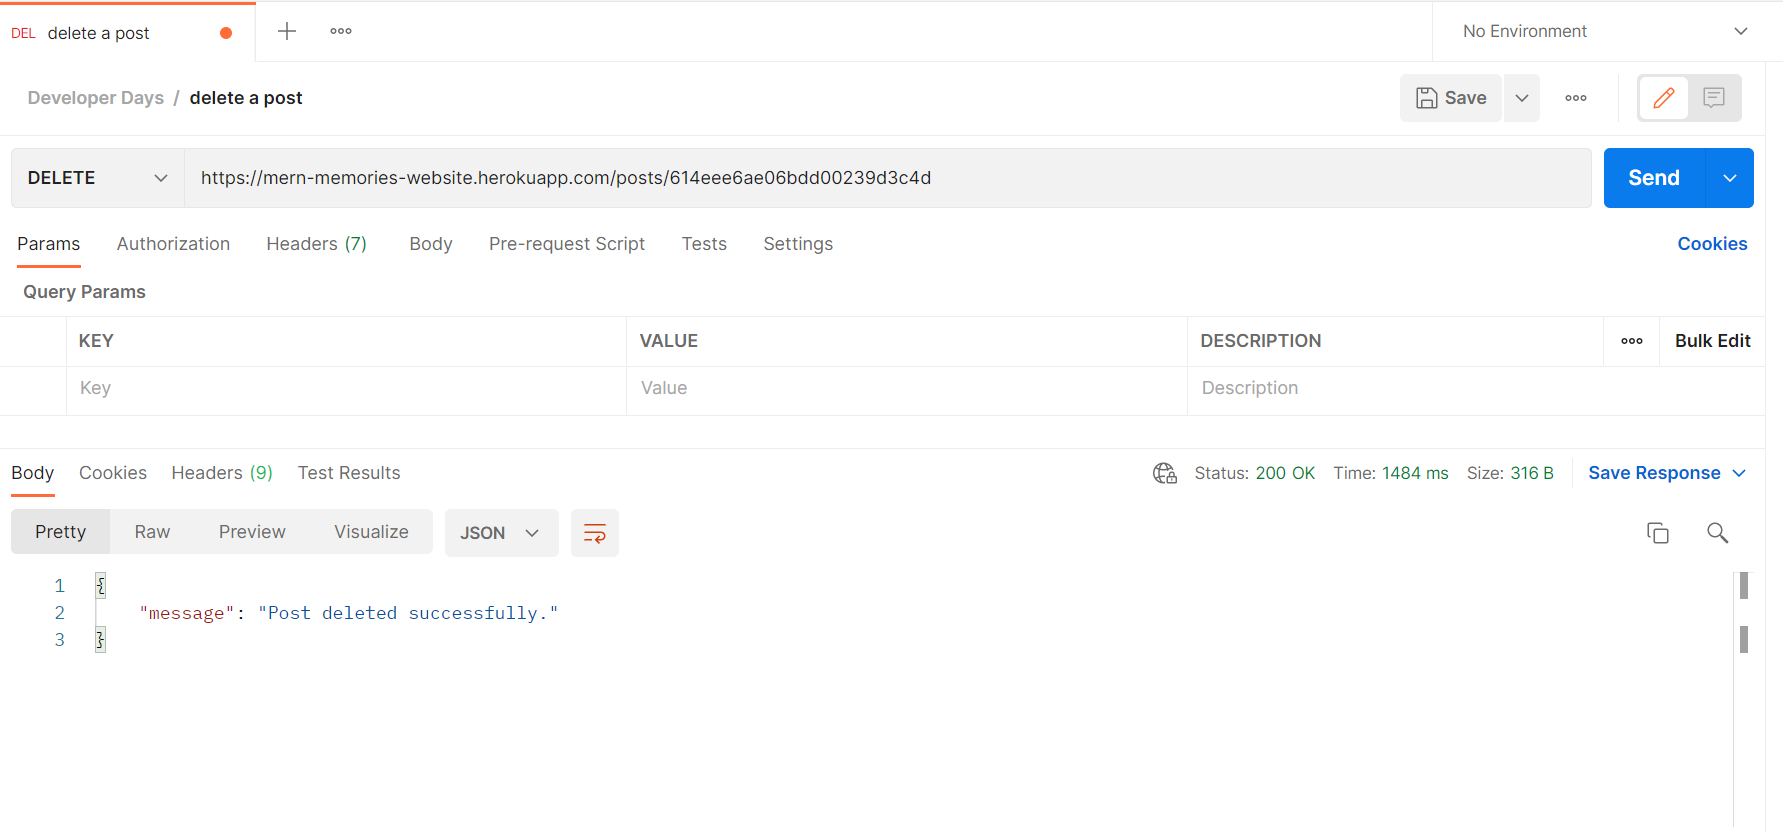 DEL delete a post
No Environment
Developer Days / delete a post
Save
DELETE https://mern-memories-website.herokuapp.com/posts/614eee6ae06bdd00239d3c4d Send
Params Authorization Headers (7) Body Pre-request Script Tests Settings Cookies
Query Params
KEY VALUE DESCRIPTION Bulk Edit
Key Value Description
Body Cookies Headers (9) Test Results Status: 200 OK Time: 1484 ms Size: 316 B Save Response
Pretty Raw Preview Visualize JSON
1 {
2 "message": "Post deleted successfully."
3 }